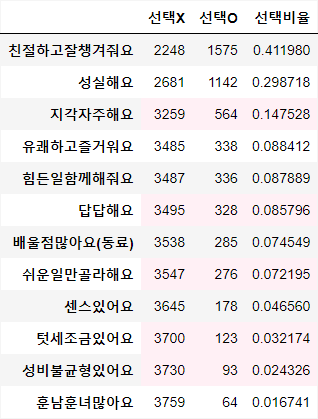 선택X 선택O 선택비율
친절하고잘챙겨줘요 2248 1575 0.411980
성실해요 2681 1142 0.298718
지각자주해요 3259 564 0.147528
유쾌하고즐거워요 3485 338 0.088412
힘든일함께해줘요 3487 336 0.087889
답답해요 3495 328 0.085796
배울점많아요(동료) 3538 285 0.074549
쉬운일만골라해요 3547 276 0.072195
센스있어요 3645 178 0.046560
텃세조금있어요 3700 123 0.032174
성비불균형있어요 3730 93 0.024326
훈남훈녀많아요 3759 64 0.016741